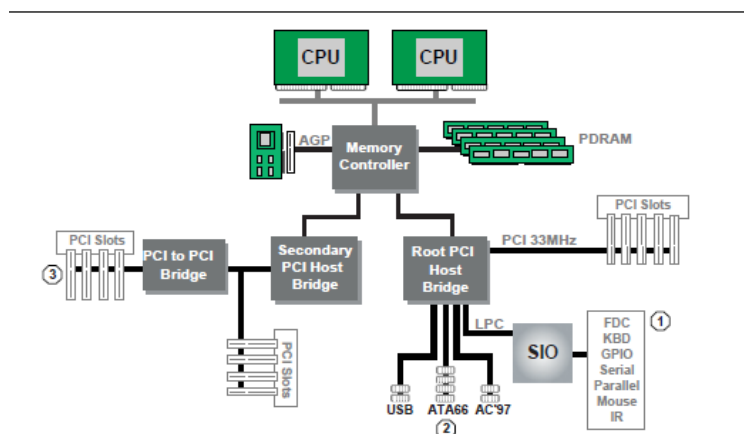 CPU
CPU
AGP
Memory
Controller
PDRAM
PCI Slots
PCI Slots
3
PCI to PCI
Bridge
Secondary
PCI Host
Bridge
Root PCI
Host
Bridge
PCI 33MHz
PCI Slots
LPC
SIO
FDC
KBD
GPIO
Serial
Parallel
Mouse
IR
1
USB
ATA66
AC'97
2